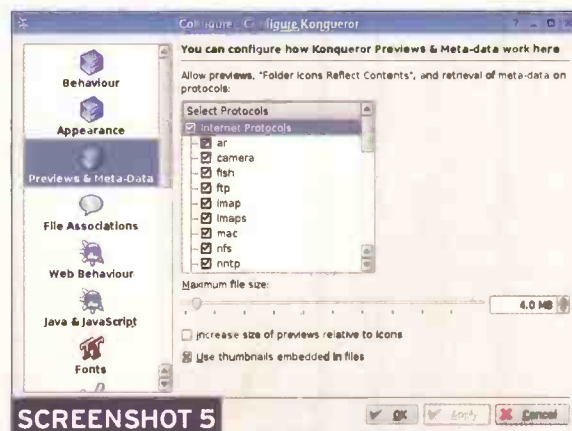 Configure - Configure Konqueror
Behaviour
Appearance
Previews & Meta-Data
File Associations
Web Behaviour
Java & JavaScript
Fonts
You can configure how Konqueror Previews & Meta-data work here
Allow previews, "Folder Icons Reflect Contents", and retrieval of meta-data on
protocols:
Select Protocols
Internet Protocols
ar
camera
fish
ftp
imap
imaps
mac
nfs
nntp
Maximum file size:
4.0 MB
Increase size of previews relative to icons
Use thumbnails embedded in files
OK
Apply
Cancel
SCREENSHOT 5